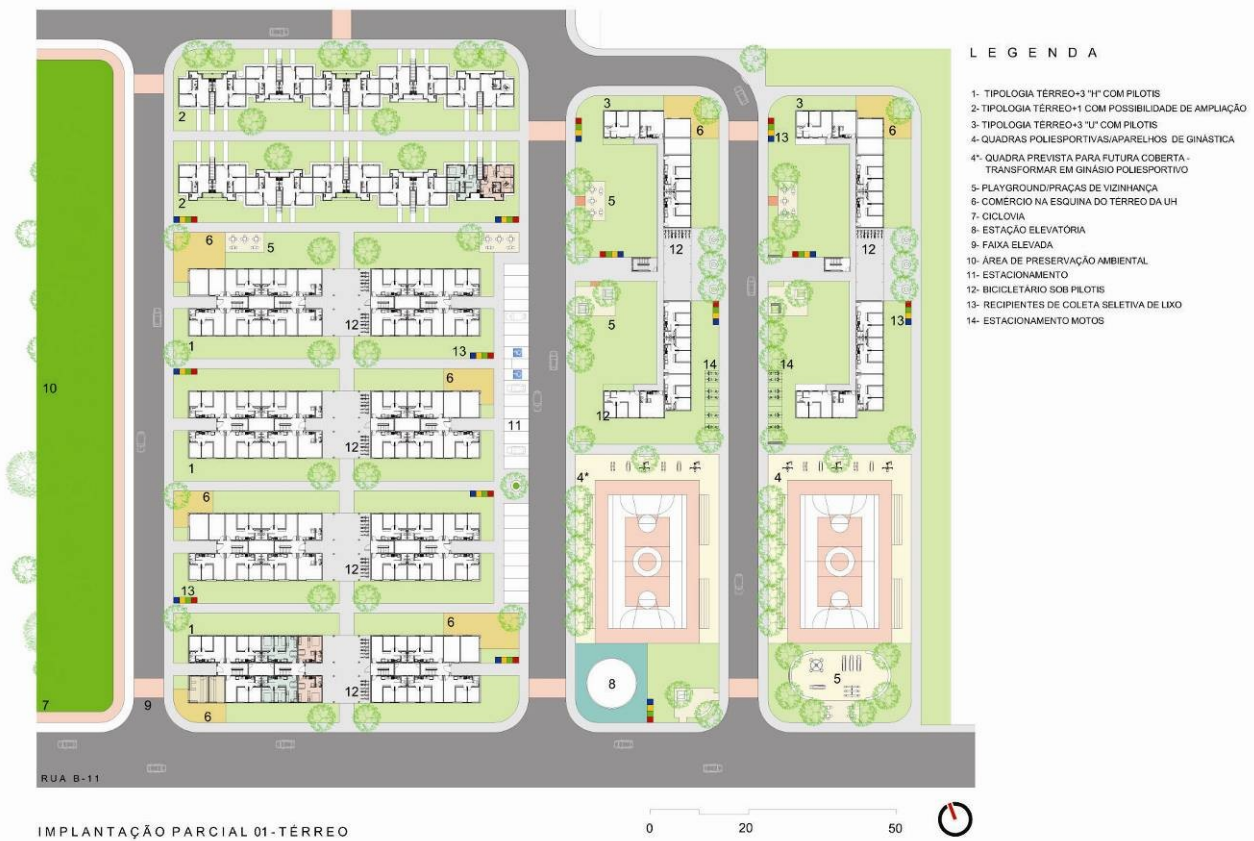 L E G E N D A
1- TIPOLOGIA TÉRREO+3 "H" COM PILOTIS
2- TIPOLOGIA TÉRREO+1 COM POSSIBILIDADE DE AMPLIAÇÃO
3- TIPOLOGIA TÉRREO+3 "U" COM PILOTIS
4- QUADRAS POLIESPORTIVAS/APARELHOS DE GINÁSTICA
4*- QUADRA PREVISTA PARA FUTURA COBERTA -
TRANSFORMAR EM GINÁSIO POLIESPORTIVO
5- PLAYGROUND/PRAÇAS DE VIZINHANÇA
6- COMÉRCIO NA ESQUINA DO TÉRREO DA UH
7- CICLOVIA
8- ESTAÇÃO ELEVATÓRIA
9- FAIXA ELEVADA
10- ÁREA DE PRESERVAÇÃO AMBIENTAL
11- ESTACIONAMENTO
12- BICICLETÁRIO SOB PILOTIS
13- RECIPIENTES DE COLETA SELETIVA DE LIXO
14- ESTACIONAMENTO MOTOS
3
3
2
6
13
6
2
5
6
5
12
12
12
5
13
1
13
6
14
14
10
12
11
12
1
4*
4
6
12
13
1
6
8
5
12
7
9
6
RUA B-11
IMPLANTAÇÃO PARCIAL 01-TÉRREO
0 20 50